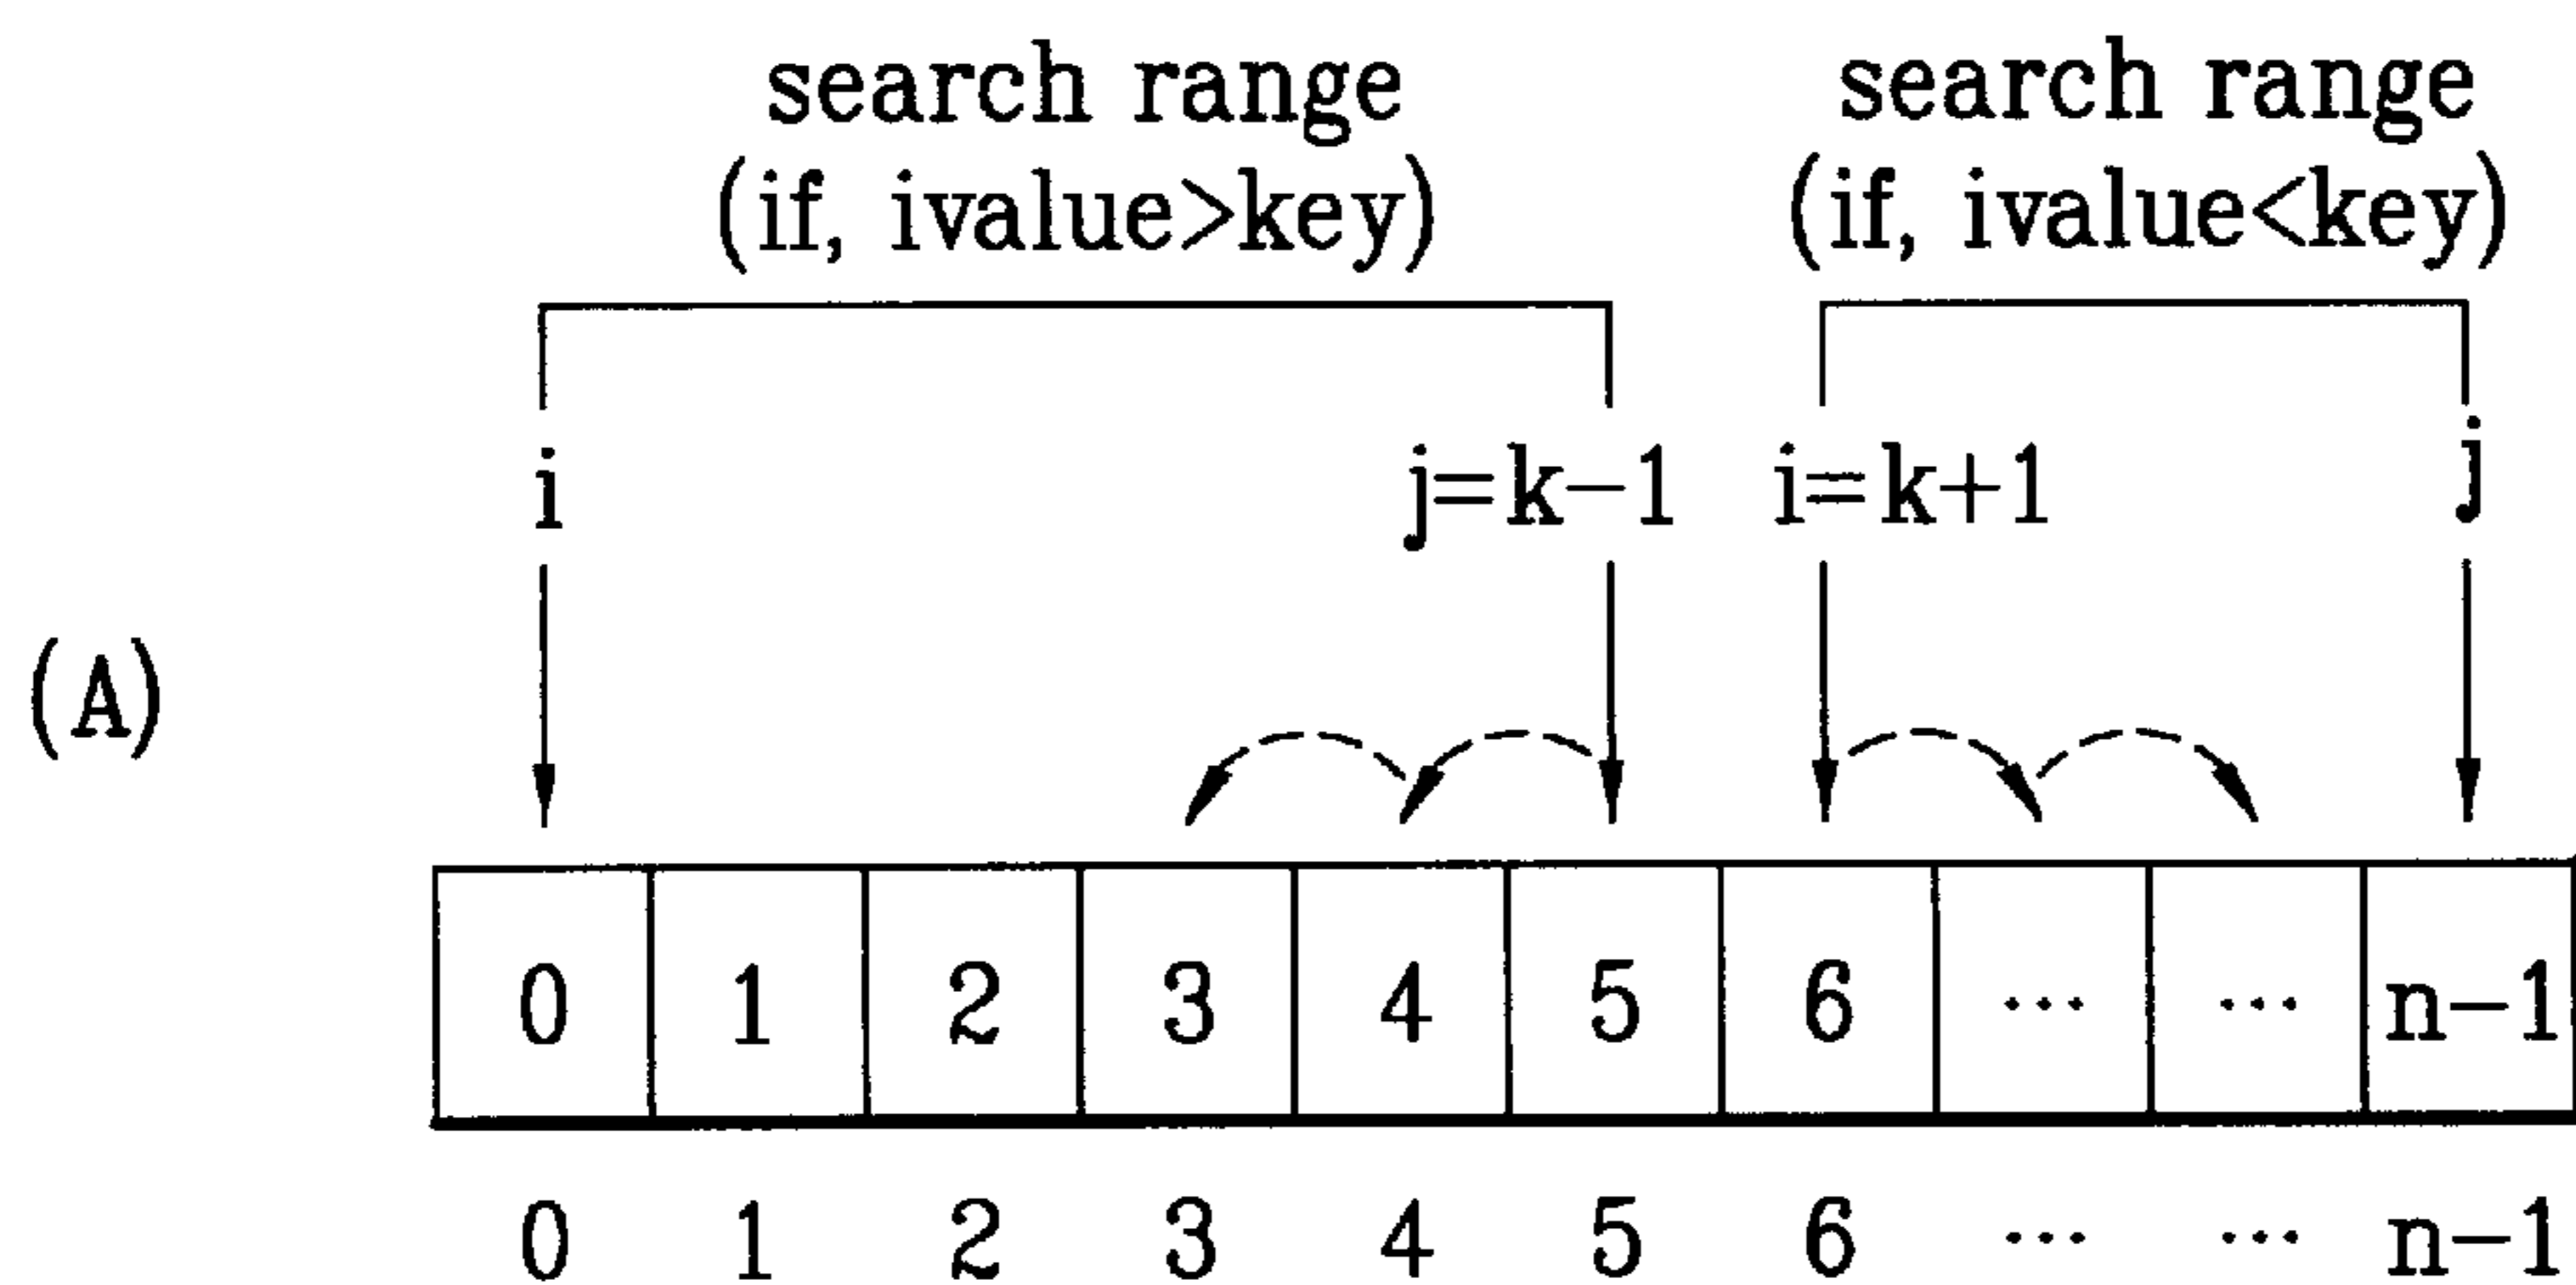 search range search range
(if, ivalue>key) (if, ivalue<key)
i j=k-1 i=k+1 j
(A)
0 1 2 3 4 5 6 ... ... n-1
0 1 2 3 4 5 6 ... ... n-1